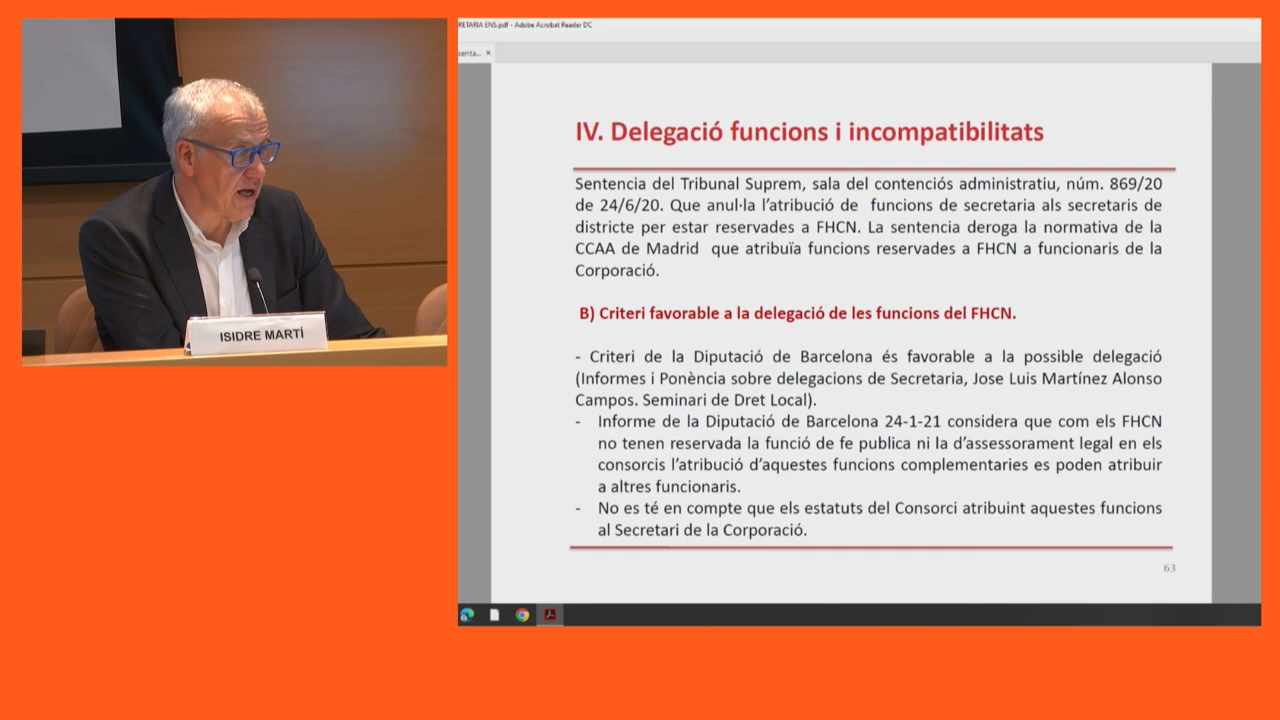 ISIDRE MARTÍ
RETARIA ENS.pdf - Adobe Acrobat Reader DC
senta... ×
IV. Delegació funcions i incompatibilitats
Sentencia del Tribunal Suprem, sala del contenciós administratiu, núm. 869/20
de 24/6/20. Que anul·la l’atribució de funcions de secretaria als secretaris de
districte per estar reservades a FHCN. La sentencia deroga la normativa de la
CCAA de Madrid que atribuïa funcions reservades a FHCN a funcionaris de la
Corporació.
B) Criteri favorable a la delegació de les funcions del FHCN.
- Criteri de la Diputació de Barcelona és favorable a la possible delegació
(Informes i Ponència sobre delegacions de Secretaria, Jose Luis Martínez Alonso
Campos. Seminari de Dret Local).
- Informe de la Diputació de Barcelona 24-1-21 considera que com els FHCN
no tenen reservada la funció de fe publica ni la d’assessorament legal en els
consorcis l’atribució d’aquestes funcions complementaries es poden atribuir
a altres funcionaris.
- No es té en compte que els estatuts del Consorci atribuint aquestes funcions
al Secretari de la Corporació.
63